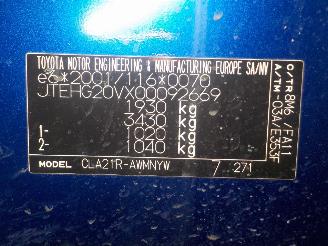 TOYOTA MOTOR ENGINEERING & MANUFACTURING EUROPE SA/NV
e6*2001/116*0070
JTEHG20VX00092669
1930 kg
3430 kg
1- 1020 kg
2- 1040 kg
MODEL CLA21R-AWMNYW 7 271
C/TR 8W6 /FA11
A/TM -03A/E353F